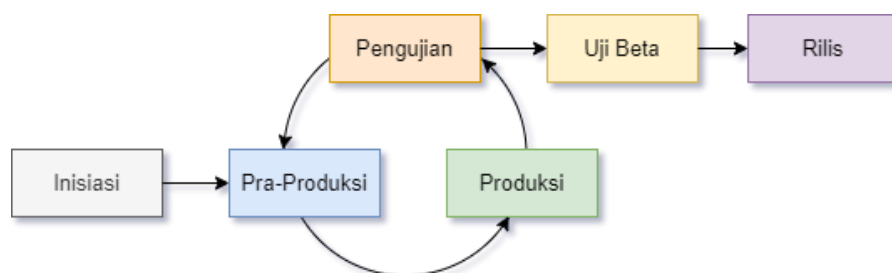 Pengujian
Uji Beta
Rilis
Inisiasi
Pra-Produksi
Produksi